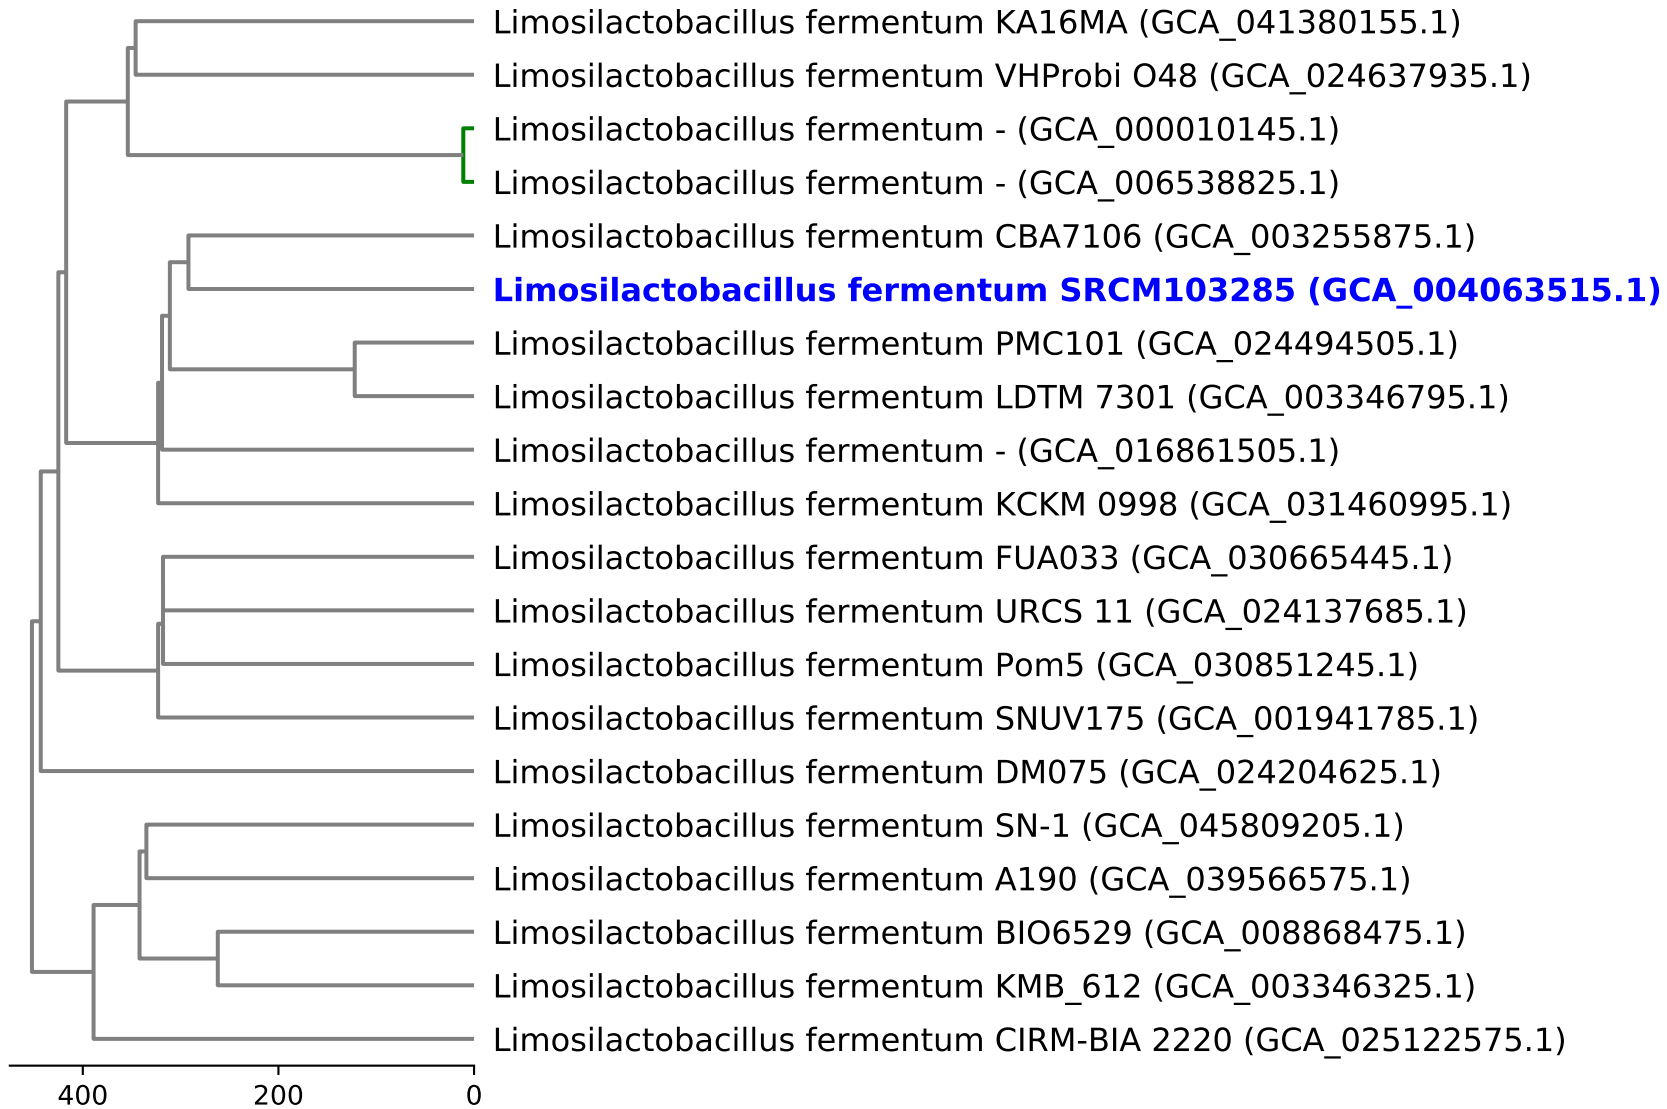 Limosilactobacillus fermentum KA16MA (GCA_041380155.1)
Limosilactobacillus fermentum VHProbi O48 (GCA_024637935.1)
Limosilactobacillus fermentum - (GCA_000010145.1)
Limosilactobacillus fermentum - (GCA_006538825.1)
Limosilactobacillus fermentum CBA7106 (GCA_003255875.1)
Limosilactobacillus fermentum SRCM103285 (GCA_004063515.1)
Limosilactobacillus fermentum PMC101 (GCA_024494505.1)
Limosilactobacillus fermentum LDTM 7301 (GCA_003346795.1)
Limosilactobacillus fermentum - (GCA_016861505.1)
Limosilactobacillus fermentum KCKM 0998 (GCA_031460995.1)
Limosilactobacillus fermentum FUA033 (GCA_030665445.1)
Limosilactobacillus fermentum URCS 11 (GCA_024137685.1)
Limosilactobacillus fermentum Pom5 (GCA_030851245.1)
Limosilactobacillus fermentum SNUV175 (GCA_001941785.1)
Limosilactobacillus fermentum DM075 (GCA_024204625.1)
Limosilactobacillus fermentum SN-1 (GCA_045809205.1)
Limosilactobacillus fermentum A190 (GCA_039566575.1)
Limosilactobacillus fermentum BIO6529 (GCA_008868475.1)
Limosilactobacillus fermentum KMB_612 (GCA_003346325.1)
Limosilactobacillus fermentum CIRM-BIA 2220 (GCA_025122575.1)
400 200 0